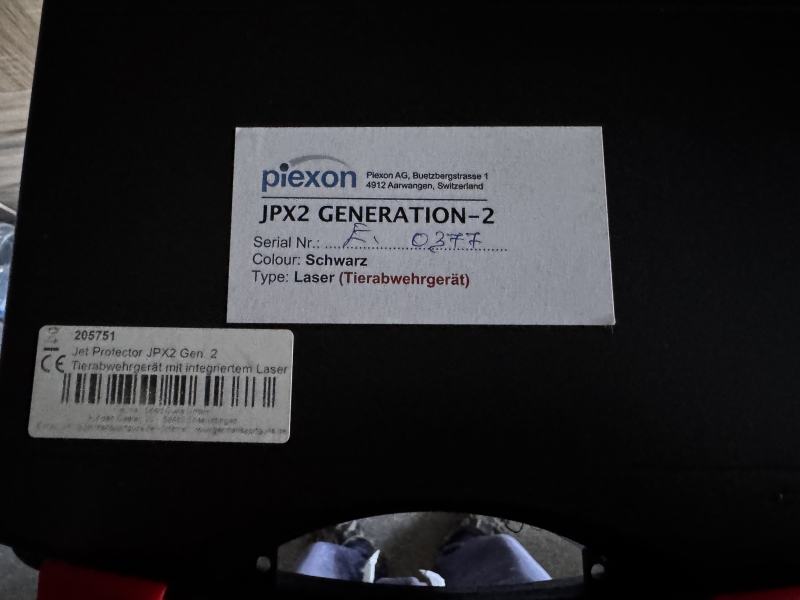 piexon
Piexon AG, Buetzbergstrasse 1
4912 Aarwangen, Switzerland
JPX2 GENERATION-2
Serial Nr.: E. 0377
Colour: Schwarz
Type: Laser (Tierabwehrgerät)
205751
CE
Jet Protector JPX2 Gen. 2
Tierabwehrgerät mit integriertem Laser